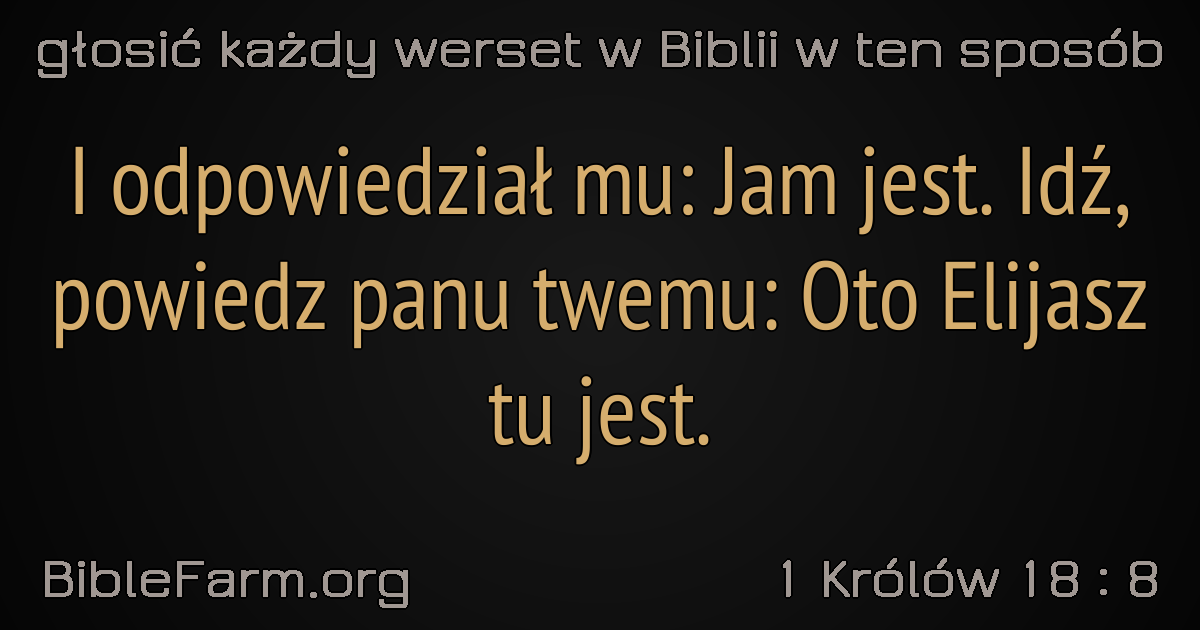 głosić każdy werset w Biblii w ten sposób
I odpowiedział mu: Jam jest. Idź,
powiedz panu twemu: Oto Elijasz
tu jest.
BibleFarm.org
1 Królów 18 : 8